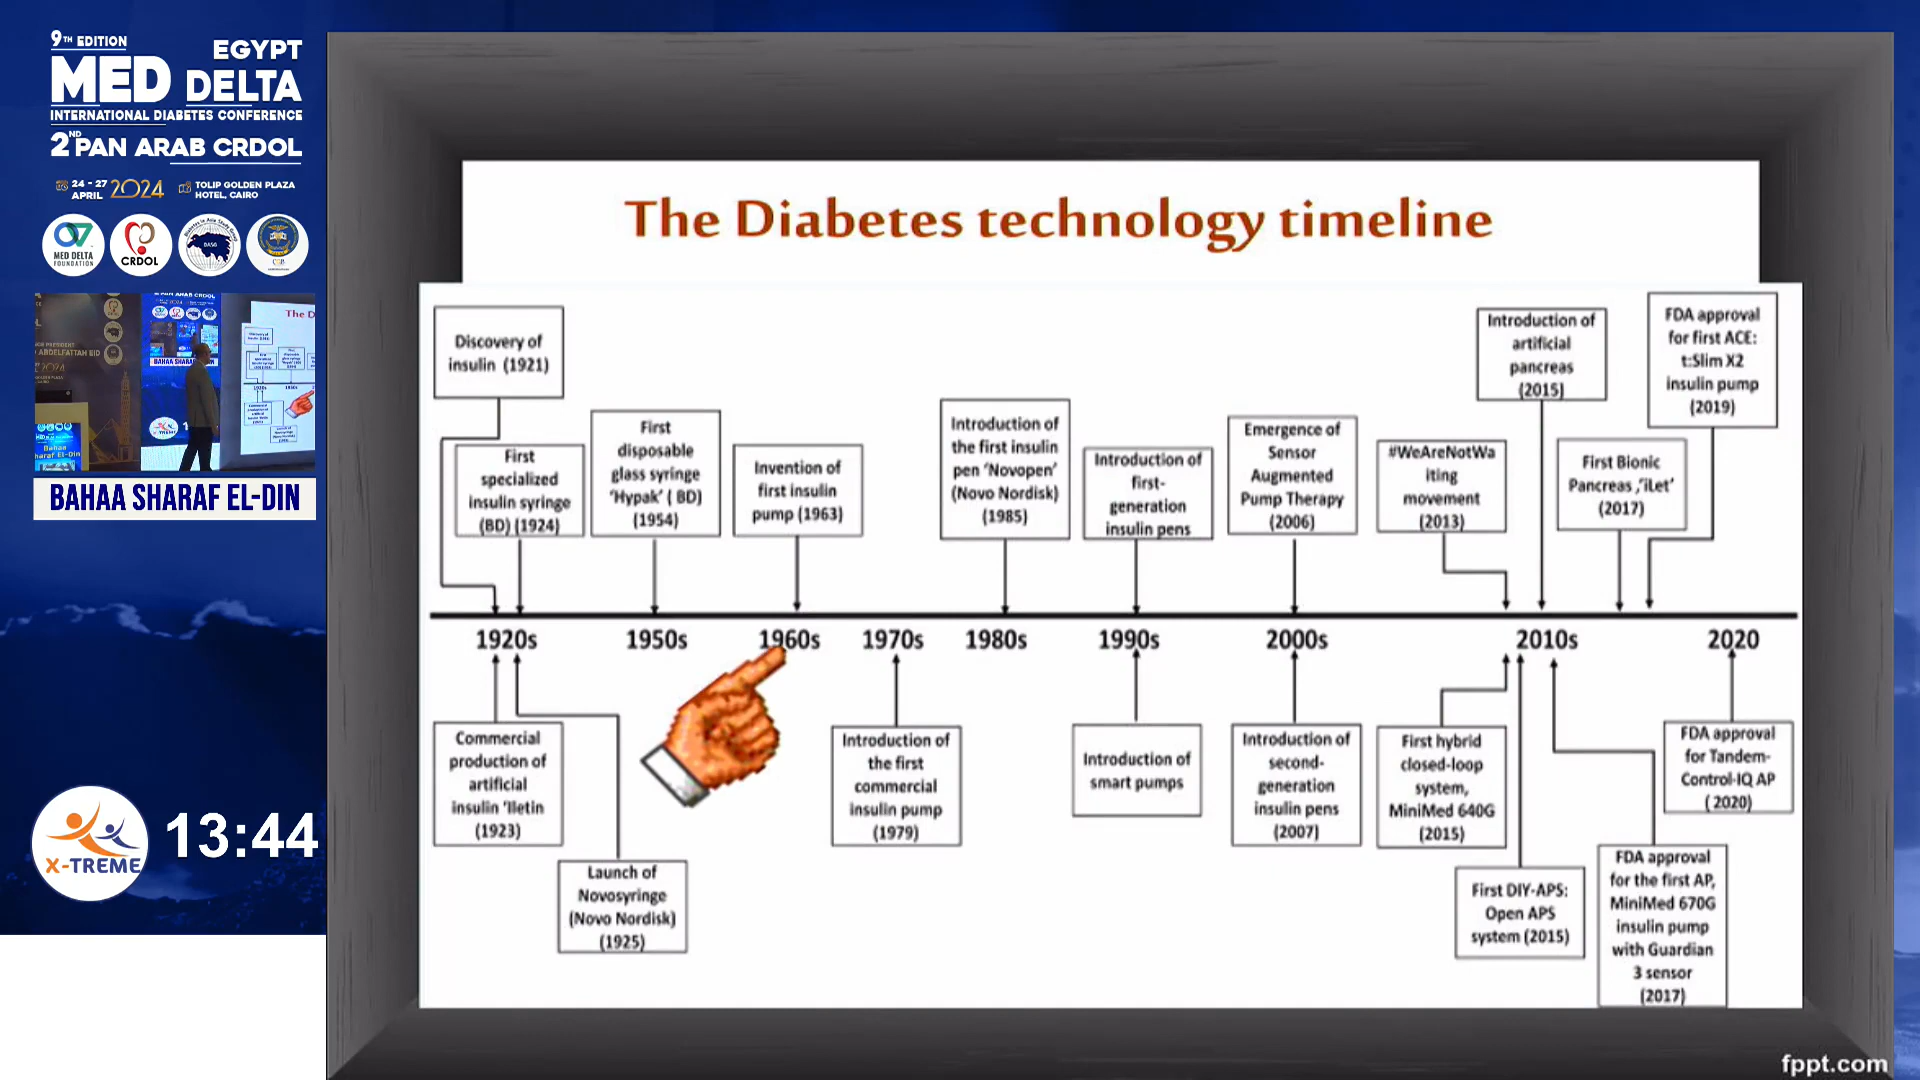 9TH EDITION
EGYPT
MED DELTA
INTERNATIONAL DIABETES CONFERENCE
2ND PAN ARAB CRDOL
24 - 27
APRIL
2024
TOLIP GOLDEN PLAZA
HOTEL, CAIRO
MED DELTA
FOUNDATION
CRDOL
DASG
BAHAA SHARAF EL-DIN
X-TREME
13:44
The Diabetes technology timeline
Discovery of
insulin (1921)
First
specialized
insulin syringe
(BD) (1924)
First
disposable
glass syringe
'Hypak' ( BD)
(1954)
Invention of
first insulin
pump (1963)
Introduction of
the first insulin
pen 'Novopen'
(Novo Nordisk)
(1985)
Introduction of
first-
generation
insulin pens
Emergence of
Sensor
Augmented
Pump Therapy
(2006)
#WeAreNotWa
iting
movement
(2013)
Introduction of
artificial
pancreas
(2015)
First Bionic
Pancreas ,'iLet'
(2017)
FDA approval
for first ACE:
t:Slim X2
insulin pump
(2019)
1920s 1950s 1960s 1970s 1980s 1990s 2000s 2010s 2020
Commercial
production of
artificial
insulin 'Iletin
(1923)
Launch of
Novosyringe
(Novo Nordisk)
(1925)
Introduction of
the first
commercial
insulin pump
(1979)
Introduction of
smart pumps
Introduction of
second-
generation
insulin pens
(2007)
First hybrid
closed-loop
system,
MiniMed 640G
(2015)
First DIY-APS:
Open APS
system (2015)
FDA approval
for the first AP,
MiniMed 670G
insulin pump
with Guardian
3 sensor
(2017)
FDA approval
for Tandem-
Control-IQ AP
( 2020)
fppt.com